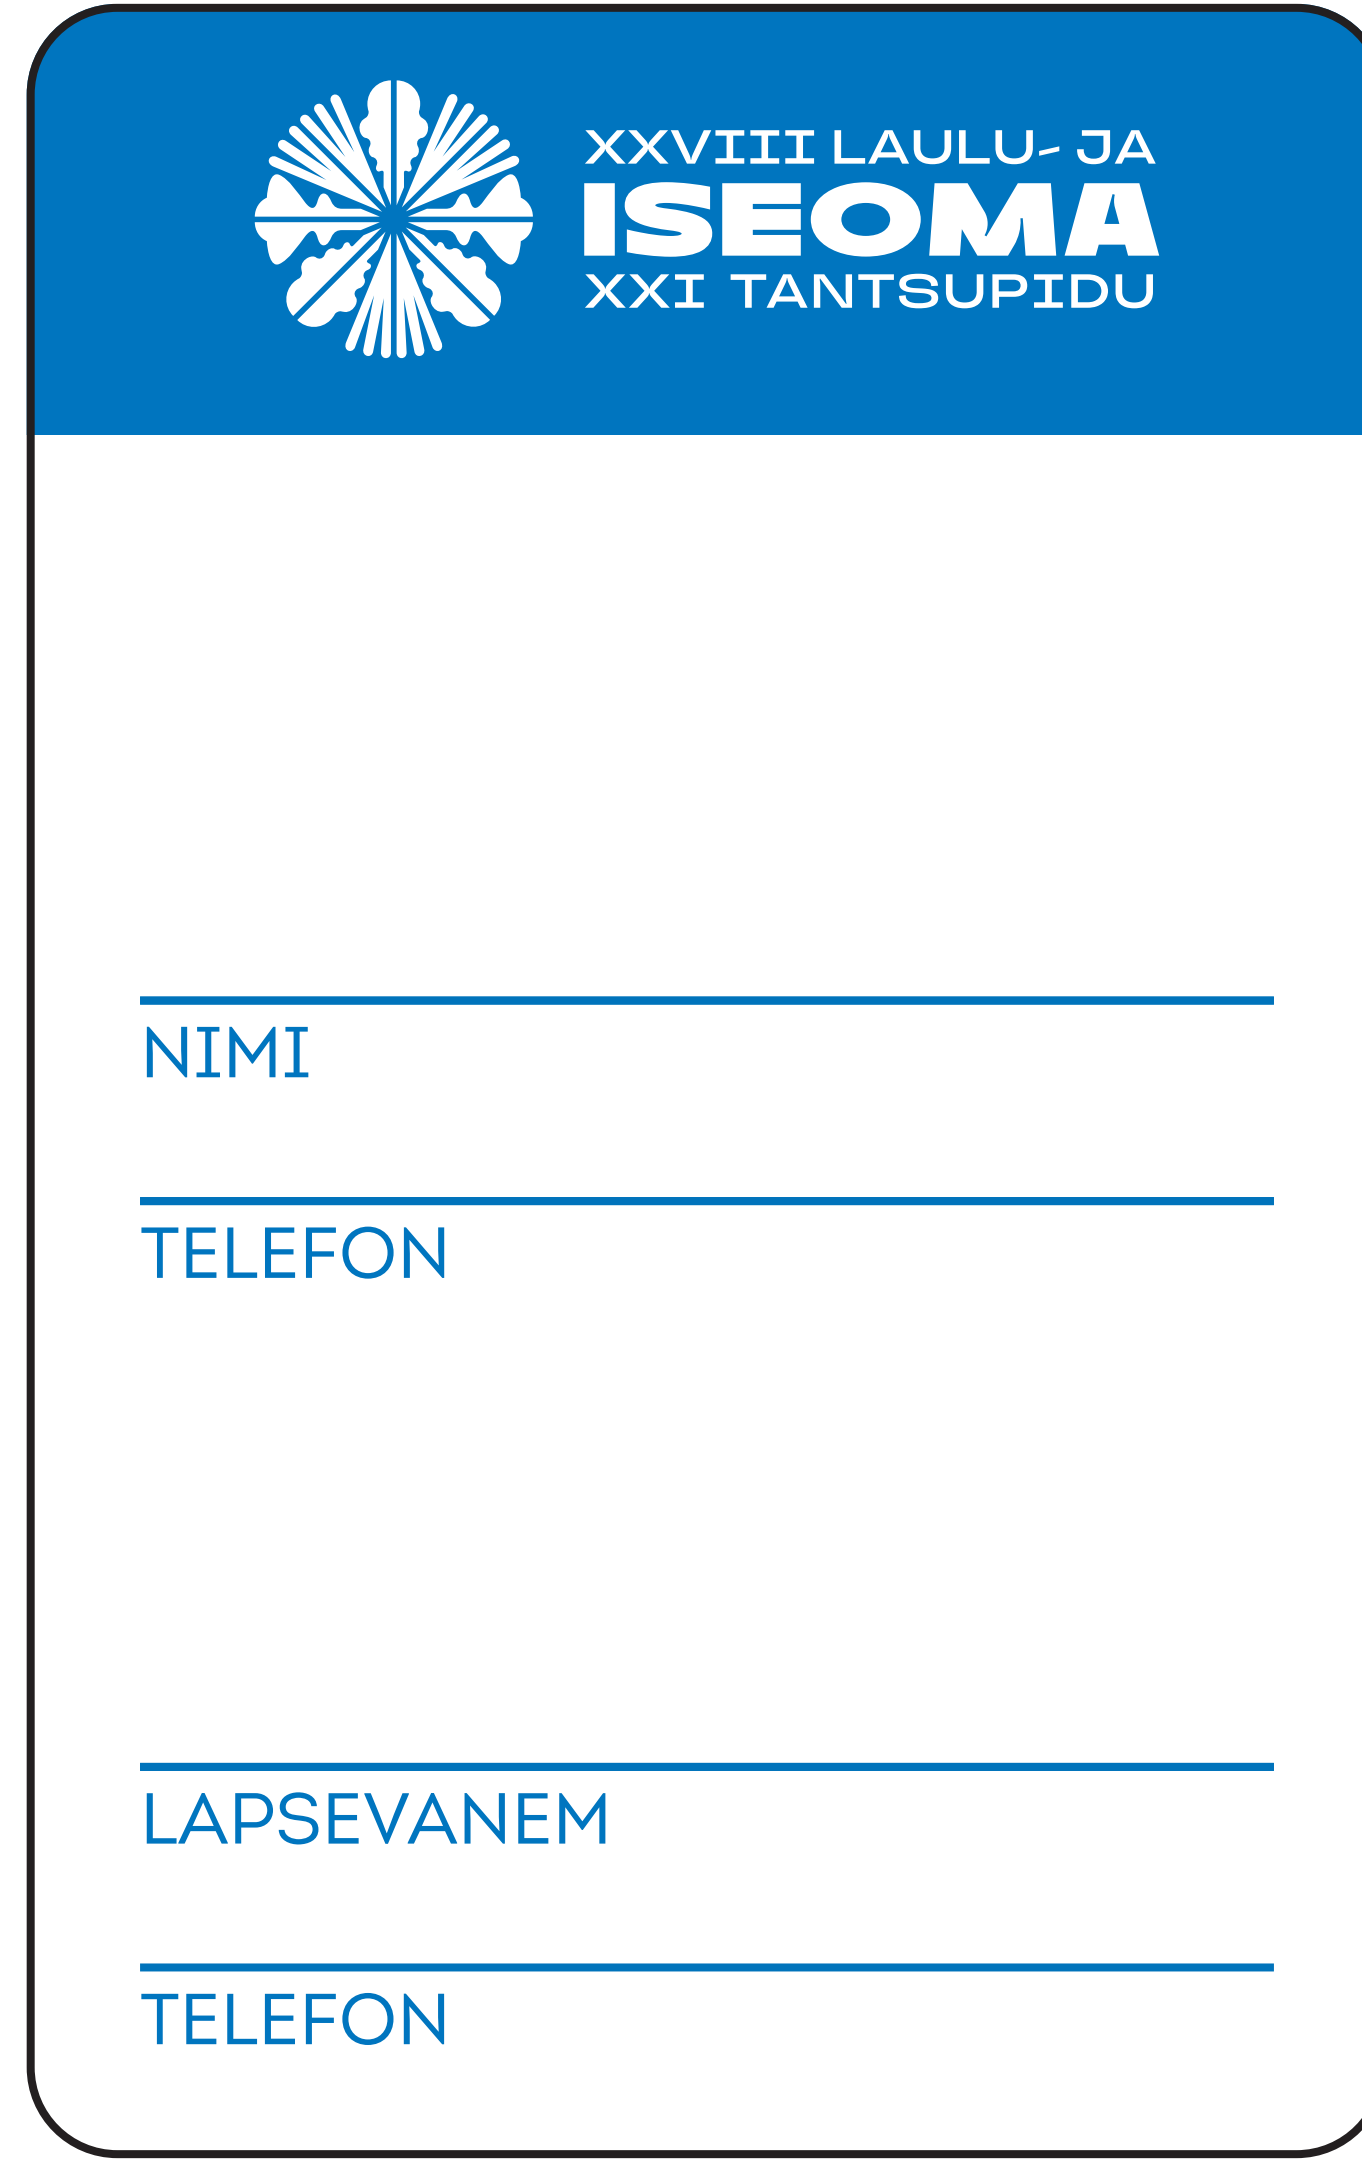 XXVIII LAULU- JA
ISEOMA
XXI TANTSUPIDU
NIMI
TELEFON
LAPSEVANEM
TELEFON